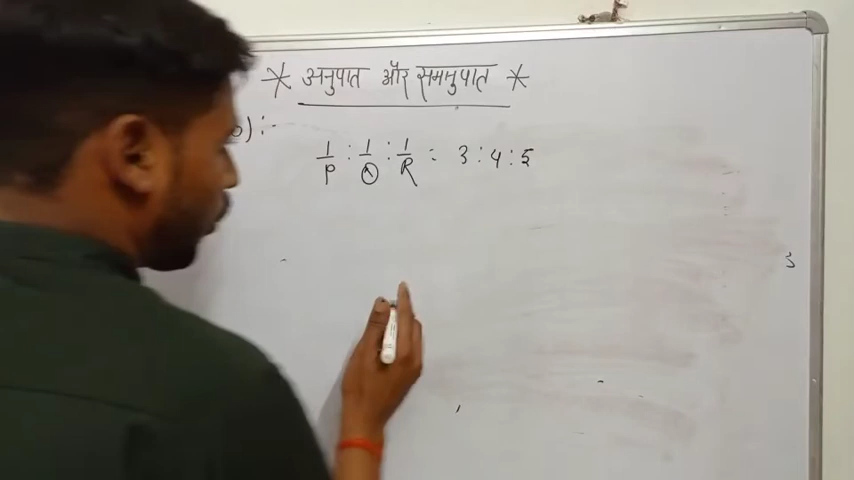 * अनुपात और समानुपात *
) :-
1/P : 1/Q : 1/R = 3 : 4 : 5